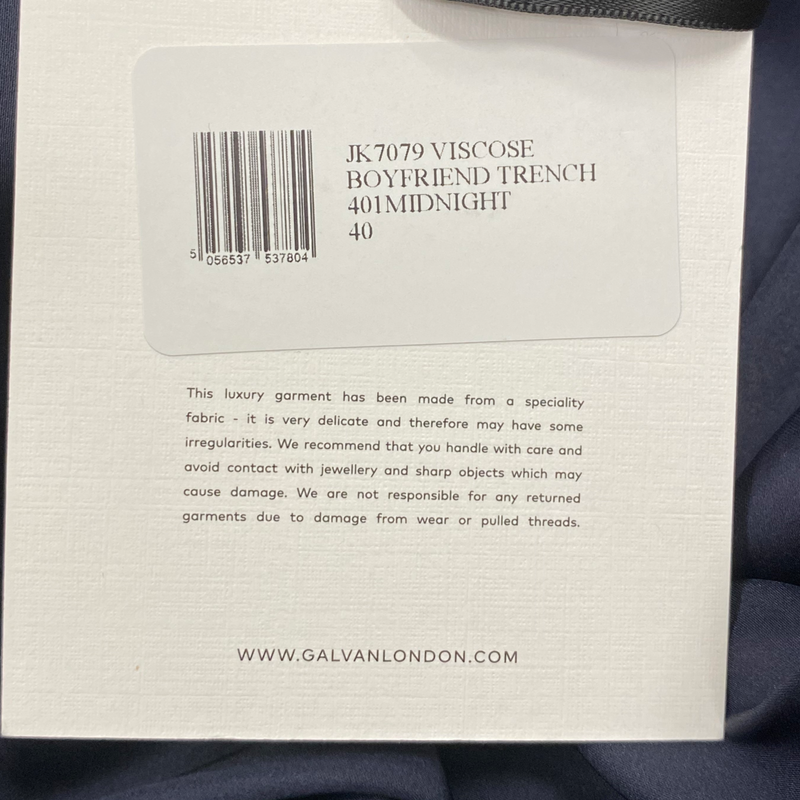 JK7079 VISCOSE
BOYFRIEND TRENCH
401MIDNIGHT
40
5 056537 537804
This luxury garment has been made from a speciality
fabric - it is very delicate and therefore may have some
irregularities. We recommend that you handle with care and
avoid contact with jewellery and sharp objects which may
cause damage. We are not responsible for any returned
garments due to damage from wear or pulled threads.
WWW.GALVANLONDON.COM